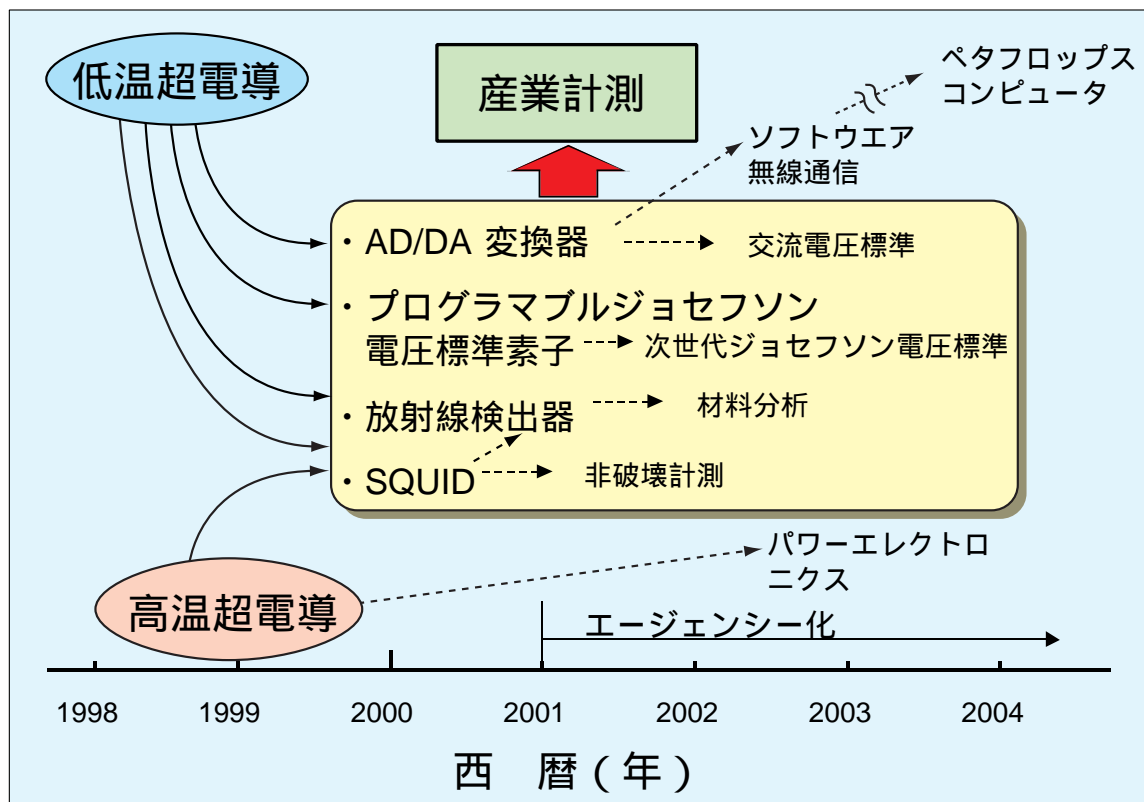 低温超電導
産業計測
ペタフロップス
コンピュータ
ソフトウエア
無線通信
・AD/DA 変換器
交流電圧標準
・プログラマブルジョセフソン
電圧標準素子
次世代ジョセフソン電圧標準
・放射線検出器
材料分析
・SQUID
非破壊計測
パワーエレクトロ
ニクス
高温超電導
エージェンシー化
1998 1999 2000 2001 2002 2003 2004
西 暦(年)